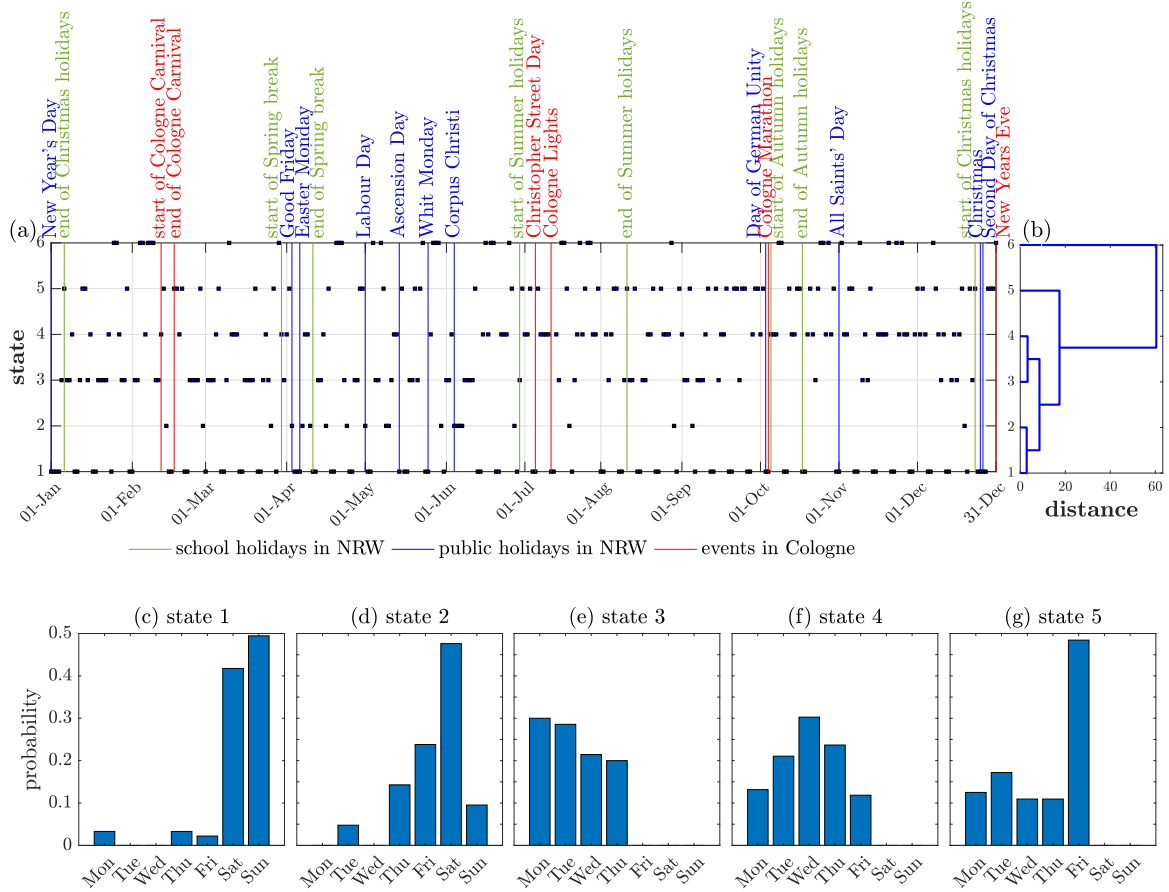 New Year's Day
end of Christmas holidays
start of Cologne Carnival
end of Cologne Carnival
start of Spring break
Good Friday
Easter Monday
end of Spring break
Labour Day
Ascension Day
Whit Monday
Corpus Christi
start of Summer holidays
Christopher Street Day
Cologne Lights
end of Summer holidays
Day of German Unity
Cologne Marathon
start of Autumn holidays
end of Autumn holidays
All Saints' Day
start of Christmas holidays
Christmas
Second Day of Christmas
New Years Eve
(a)
6
5
4
3
2
1
state
01-Jan
01-Feb
01-Mar
01-Apr
01-May
01-Jun
01-Jul
01-Aug
01-Sep
01-Oct
01-Nov
01-Dec
31-Dec
(b)
6
5
4
3
2
1
0 20 40 60
distance
school holidays in NRW public holidays in NRW events in Cologne
(c) state 1
0.5
0.4
0.3
0.2
0.1
0
probability
Mon Tue Wed Thu Fri Sat Sun
(d) state 2
Mon Tue Wed Thu Fri Sat Sun
(e) state 3
Mon Tue Wed Thu Fri Sat Sun
(f) state 4
Mon Tue Wed Thu Fri Sat Sun
(g) state 5
Mon Tue Wed Thu Fri Sat Sun